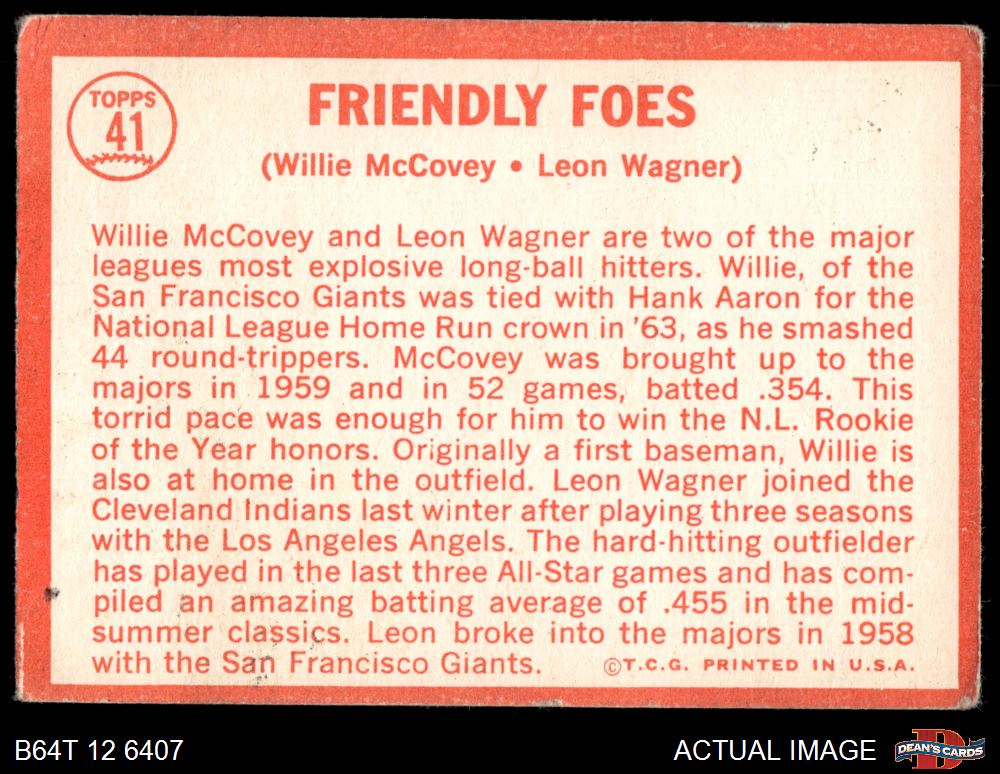 TOPPS
41
FRIENDLY FOES
(Willie McCovey • Leon Wagner)
Willie McCovey and Leon Wagner are two of the major
leagues most explosive long-ball hitters. Willie, of the
San Francisco Giants was tied with Hank Aaron for the
National League Home Run crown in '63, as he smashed
44 round-trippers. McCovey was brought up to the
majors in 1959 and in 52 games, batted .354. This
torrid pace was enough for him to win the N.L. Rookie
of the Year honors. Originally a first baseman, Willie is
also at home in the outfield. Leon Wagner joined the
Cleveland Indians last winter after playing three seasons
with the Los Angeles Angels. The hard-hitting outfielder
has played in the last three All-Star games and has com-
piled an amazing batting average of .455 in the mid-
summer classics. Leon broke into the majors in 1958
with the San Francisco Giants. ©T.C.G. PRINTED IN U.S.A.
B64T 12 6407
ACTUAL IMAGE
D
DEAN'S CARDS